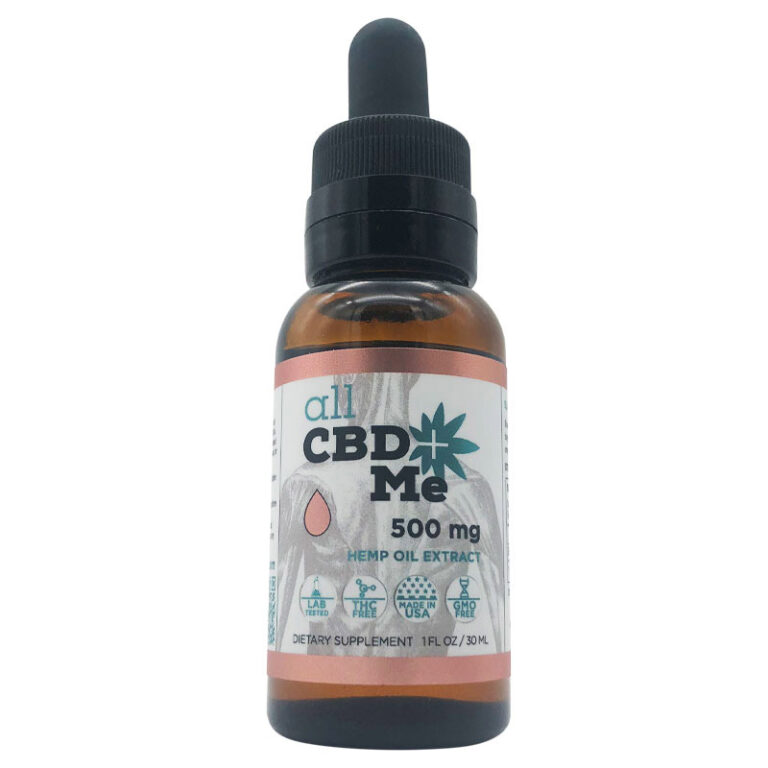 all
CBD
Me
500 mg
HEMP OIL EXTRACT
LAB TESTED
THC FREE
MADE IN USA
GMO FREE
DIETARY SUPPLEMENT 1 FL OZ / 30 ML